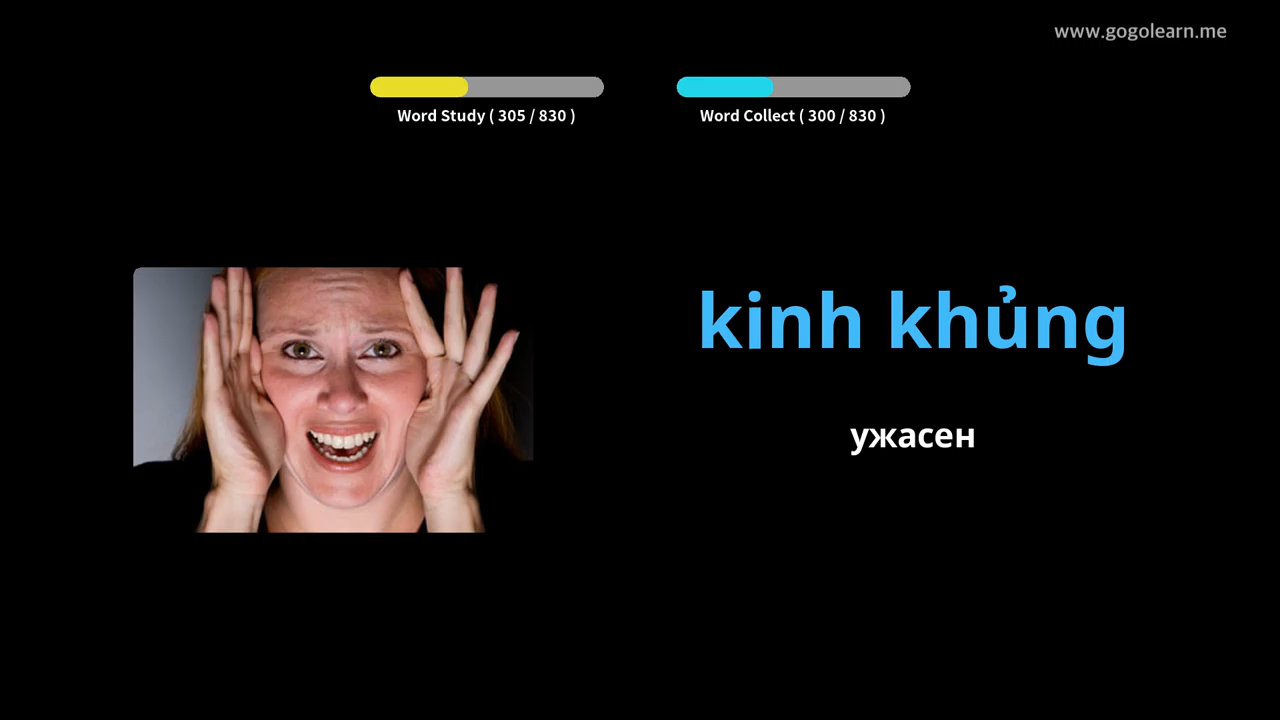 www.gogolearn.me
Word Study ( 305 / 830 )
Word Collect ( 300 / 830 )
kinh khủng
ужасен